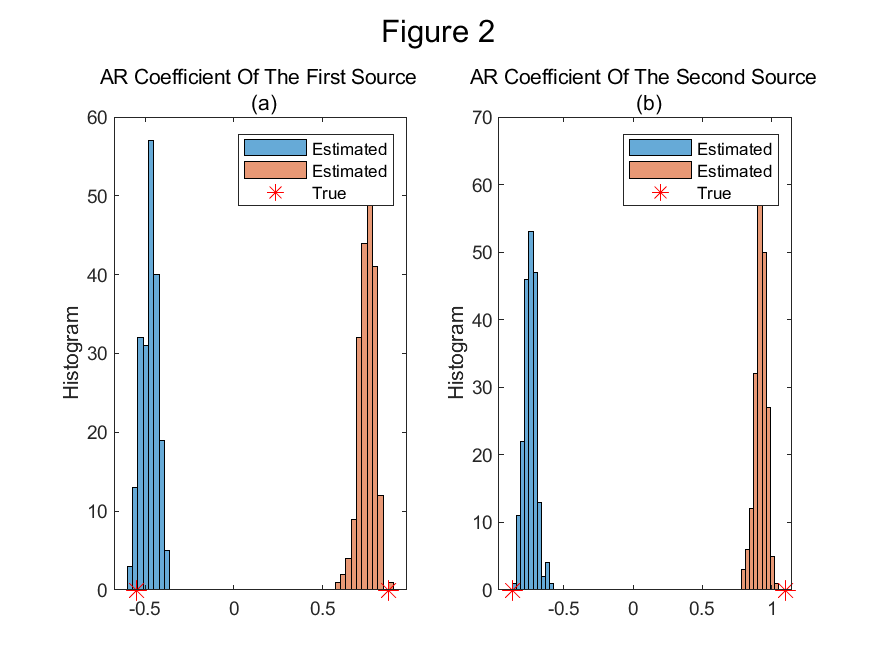 Figure 2
AR Coefficient Of The First Source
(a)
AR Coefficient Of The Second Source
(b)
60
50
40
30
20
10
0
Histogram
-0.5
0
0.5
Estimated
Estimated
True
70
60
50
40
30
20
10
0
Histogram
-0.5
0
0.5
1
Estimated
Estimated
True